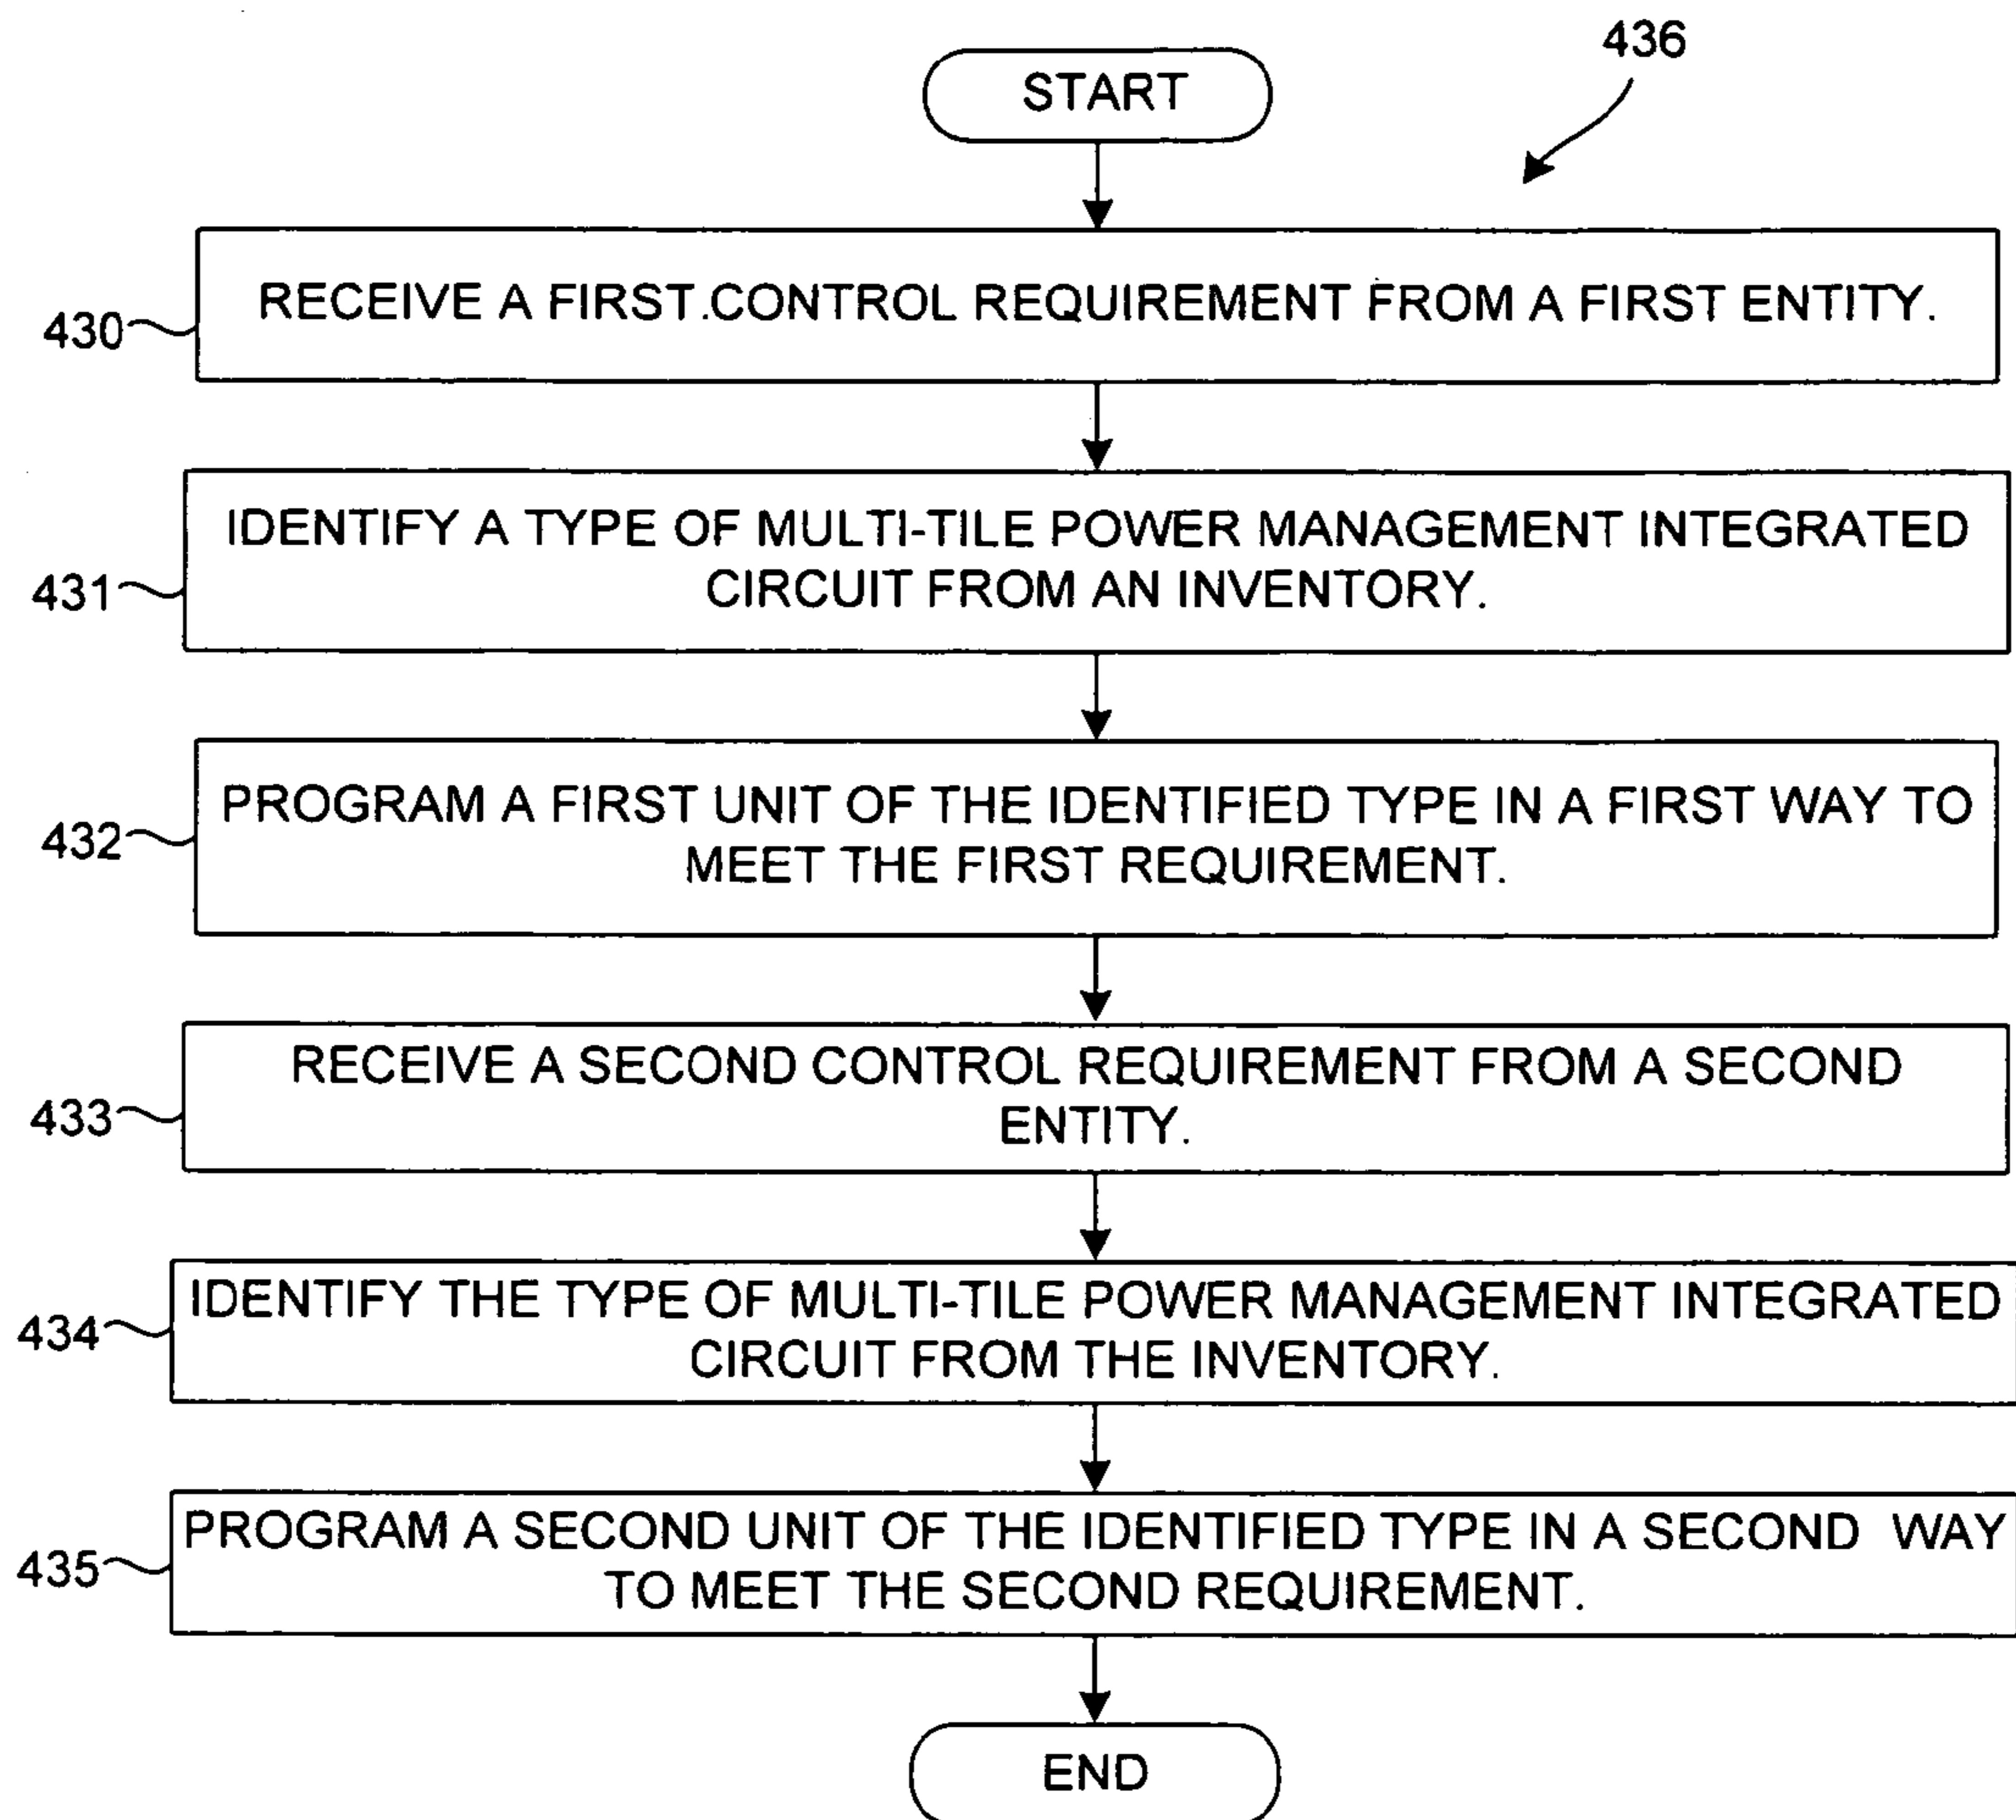 436
START
RECEIVE A FIRST CONTROL REQUIREMENT FROM A FIRST ENTITY.
430
IDENTIFY A TYPE OF MULTI-TILE POWER MANAGEMENT INTEGRATED
CIRCUIT FROM AN INVENTORY.
431
PROGRAM A FIRST UNIT OF THE IDENTIFIED TYPE IN A FIRST WAY TO
MEET THE FIRST REQUIREMENT.
432
RECEIVE A SECOND CONTROL REQUIREMENT FROM A SECOND
ENTITY.
433
IDENTIFY THE TYPE OF MULTI-TILE POWER MANAGEMENT INTEGRATED
CIRCUIT FROM THE INVENTORY.
434
PROGRAM A SECOND UNIT OF THE IDENTIFIED TYPE IN A SECOND WAY
TO MEET THE SECOND REQUIREMENT.
435
END